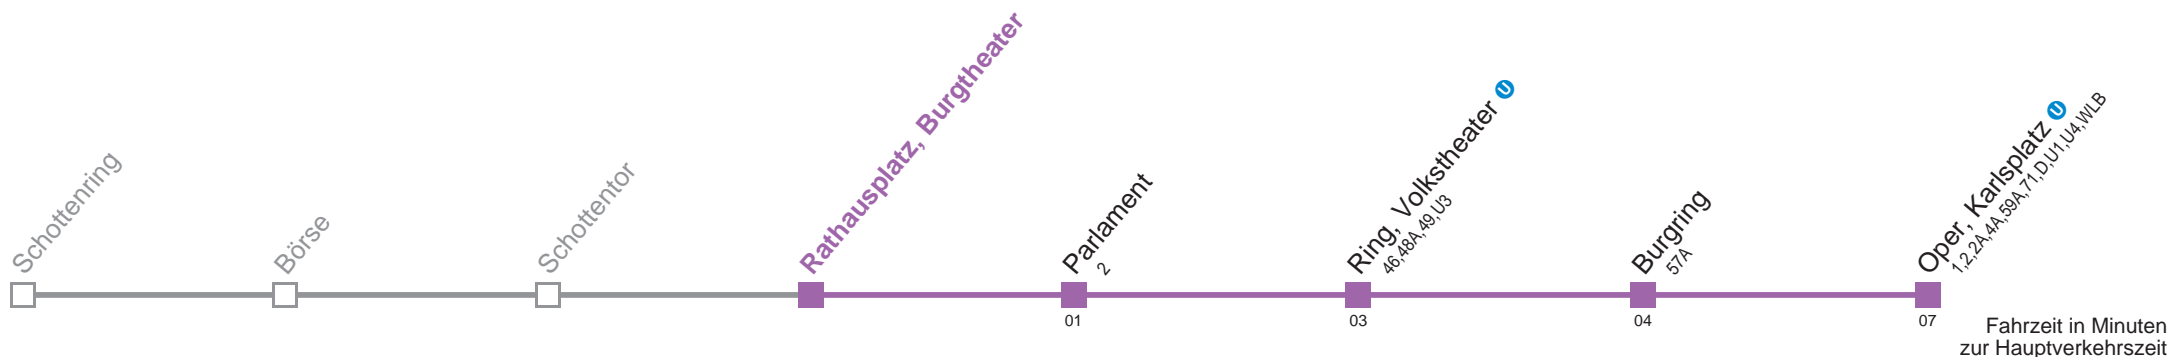 Schottenring
Börse
Schottentor
Rathausplatz, Burgtheater
Parlament
2
01
Ring, Volkstheater U
46,48A,49,U3
03
Burgring
57A
04
Oper, Karlsplatz U
1,2,2A,4A,59A,71,D,U1,U4,WLB
07
Fahrzeit in Minuten
zur Hauptverkehrszeit